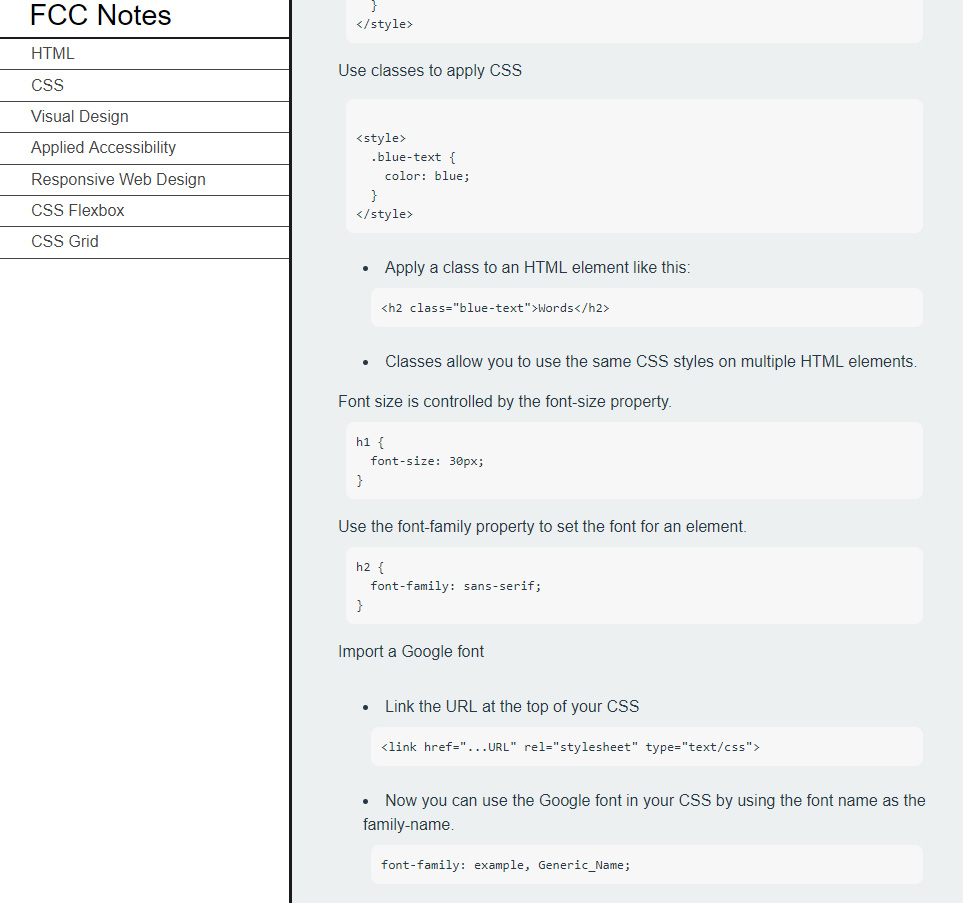 FCC Notes
HTML
CSS
Visual Design
Applied Accessibility
Responsive Web Design
CSS Flexbox
CSS Grid
}
</style>
Use classes to apply CSS
<style>
.blue-text {
color: blue;
}
</style>
• Apply a class to an HTML element like this:
<h2 class="blue-text">Words</h2>
• Classes allow you to use the same CSS styles on multiple HTML elements.
Font size is controlled by the font-size property.
h1 {
font-size: 30px;
}
Use the font-family property to set the font for an element.
h2 {
font-family: sans-serif;
}
Import a Google font
• Link the URL at the top of your CSS
<link href="...URL" rel="stylesheet" type="text/css">
• Now you can use the Google font in your CSS by using the font name as the
family-name.
font-family: example, Generic_Name;